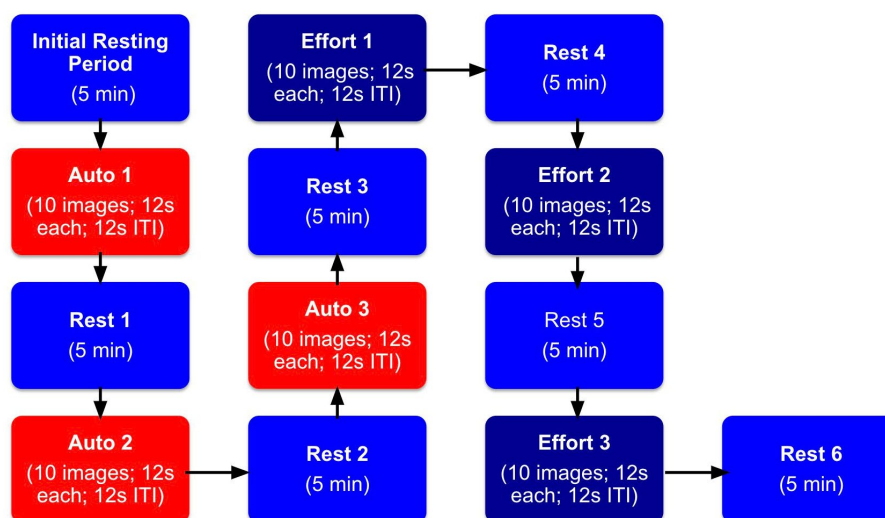 Initial Resting
Period
(5 min)
Auto 1
(10 images; 12s
each; 12s ITI)
Rest 1
(5 min)
Auto 2
(10 images; 12s
each; 12s ITI)
Rest 2
(5 min)
Auto 3
(10 images; 12s
each; 12s ITI)
Rest 3
(5 min)
Effort 1
(10 images; 12s
each; 12s ITI)
Rest 4
(5 min)
Effort 2
(10 images; 12s
each; 12s ITI)
Rest 5
(5 min)
Effort 3
(10 images; 12s
each; 12s ITI)
Rest 6
(5 min)